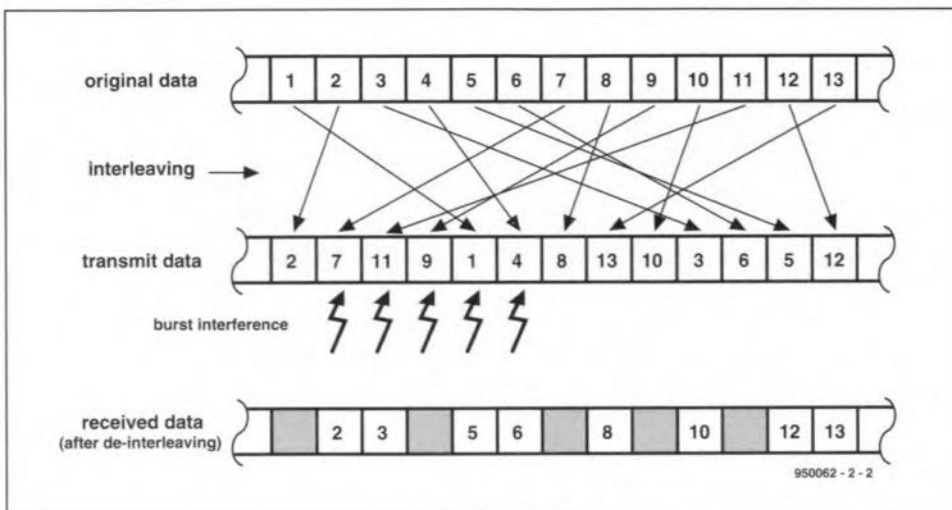 original data 1 2 3 4 5 6 7 8 9 10 11 12 13
interleaving
transmit data 2 7 11 9 1 4 8 13 10 3 6 5 12
burst interference
received data 2 3 5 6 8 10 12 13
(after de-interleaving)
950062 - 2 - 2